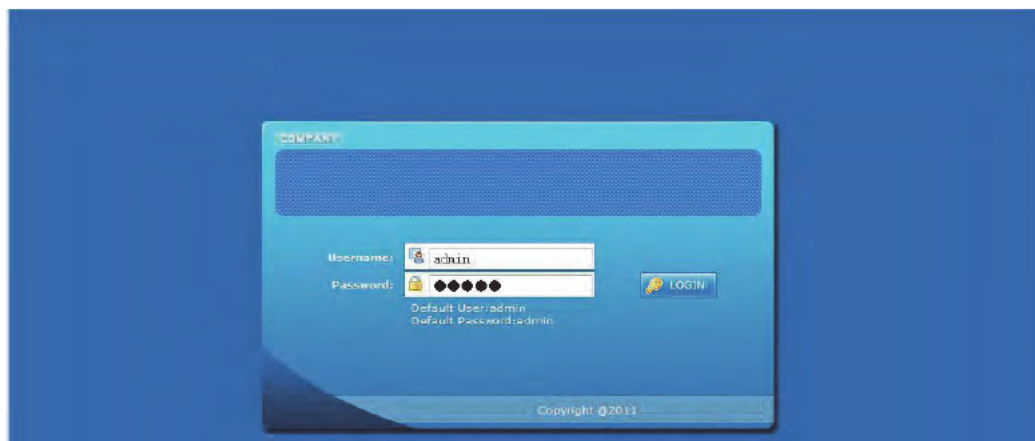 COMPANY
Username: admin
Password: ●●●●●
LOGIN
Default User:admin
Default Password:admin
Copyright @2011